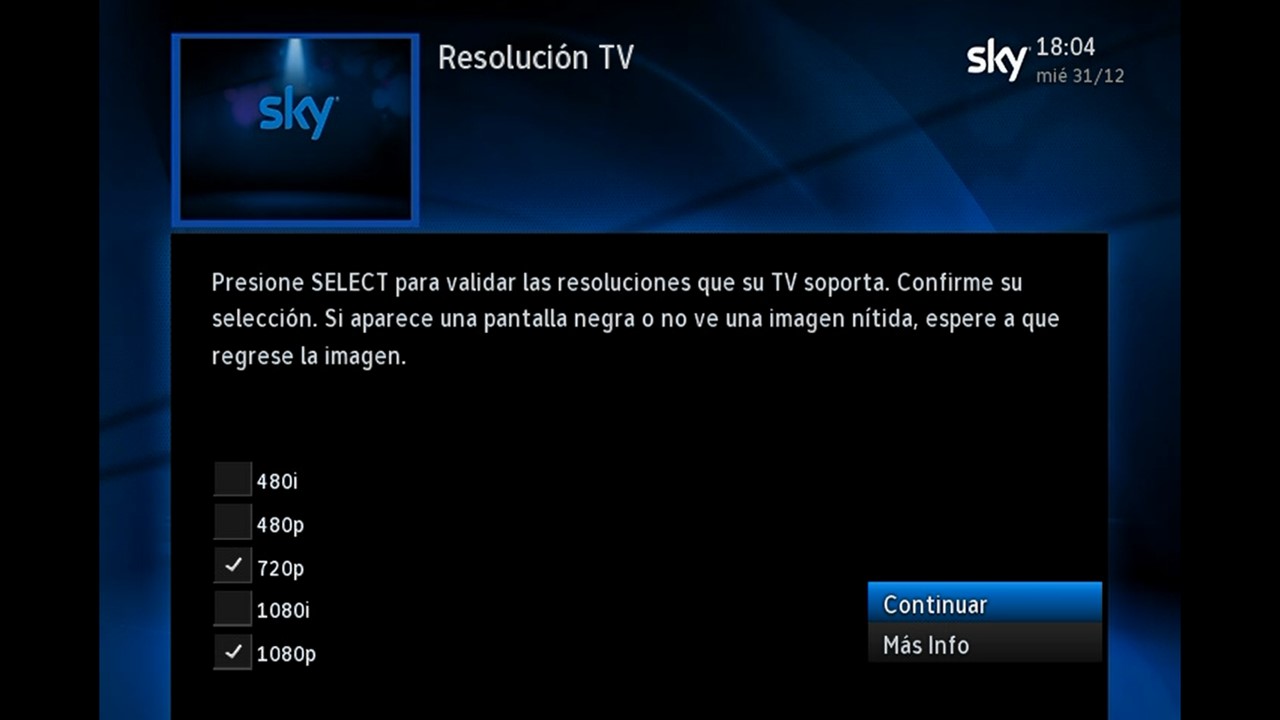 sky
Resolución TV
sky 18:04
mié 31/12
Presione SELECT para validar las resoluciones que su TV soporta. Confirme su
selección. Si aparece una pantalla negra o no ve una imagen nítida, espere a que
regrese la imagen.
480i
480p
720p
1080i
1080p
Continuar
Más Info